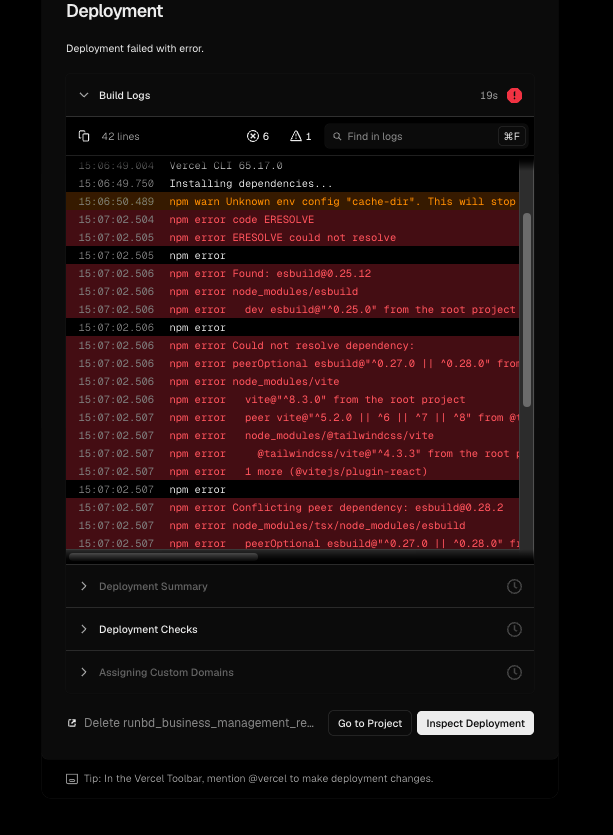 Deployment
Deployment failed with error.
Build Logs 19s
42 lines 6 1 Find in logs ⌘F
15:06:49.004 Vercel CLI 65.17.0
15:06:49.750 Installing dependencies...
15:06:50.489 npm warn Unknown env config "cache-dir". This will stop
15:07:02.504 npm error code ERESOLVE
15:07:02.505 npm error ERESOLVE could not resolve
15:07:02.505 npm error
15:07:02.506 npm error Found: esbuild@0.25.12
15:07:02.506 npm error node_modules/esbuild
15:07:02.506 npm error   dev esbuild@"^0.25.0" from the root project
15:07:02.506 npm error
15:07:02.506 npm error Could not resolve dependency:
15:07:02.506 npm error peerOptional esbuild@"^0.27.0 || ^0.28.0" from
15:07:02.506 npm error node_modules/vite
15:07:02.506 npm error   vite@"^8.3.0" from the root project
15:07:02.507 npm error   peer vite@"^5.2.0 || ^6 || ^7 || ^8" from @t
15:07:02.507 npm error   node_modules/@tailwindcss/vite
15:07:02.507 npm error     @tailwindcss/vite@"^4.3.3" from the root p
15:07:02.507 npm error   1 more (@vitejs/plugin-react)
15:07:02.507 npm error
15:07:02.507 npm error Conflicting peer dependency: esbuild@0.28.2
15:07:02.507 npm error node_modules/tsx/node_modules/esbuild
15:07:02.507 npm error   peerOptional esbuild@"^0.27.0 || ^0.28.0" fr
Deployment Summary
Deployment Checks
Assigning Custom Domains
Delete runbd_business_management_re... Go to Project Inspect Deployment
Tip: In the Vercel Toolbar, mention @vercel to make deployment changes.